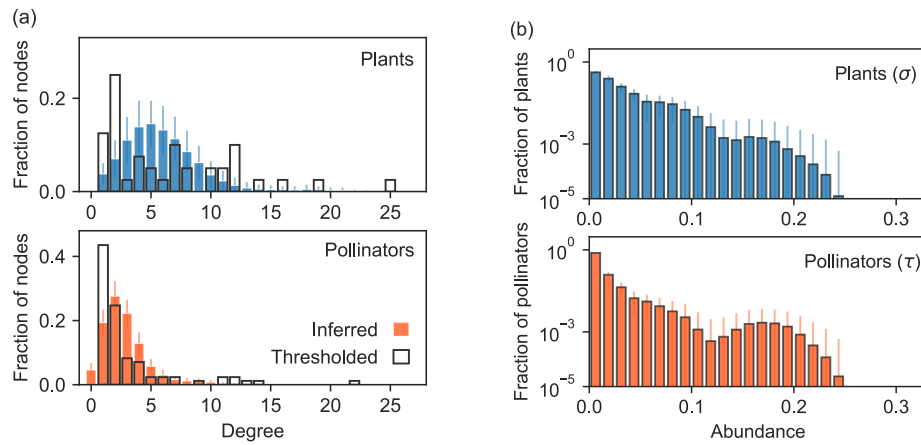 (a)
Fraction of nodes
0.2
0.0
Plants
0 5 10 15 20 25
Fraction of nodes
0.4
0.2
0.0
Pollinators
Inferred
Thresholded
0 5 10 15 20 25
Degree
(b)
Fraction of plants
10^0
10^-3
10^-5
Plants (σ)
0.0 0.1 0.2 0.3
Fraction of pollinators
10^0
10^-3
10^-5
Pollinators (τ)
0.0 0.1 0.2 0.3
Abundance